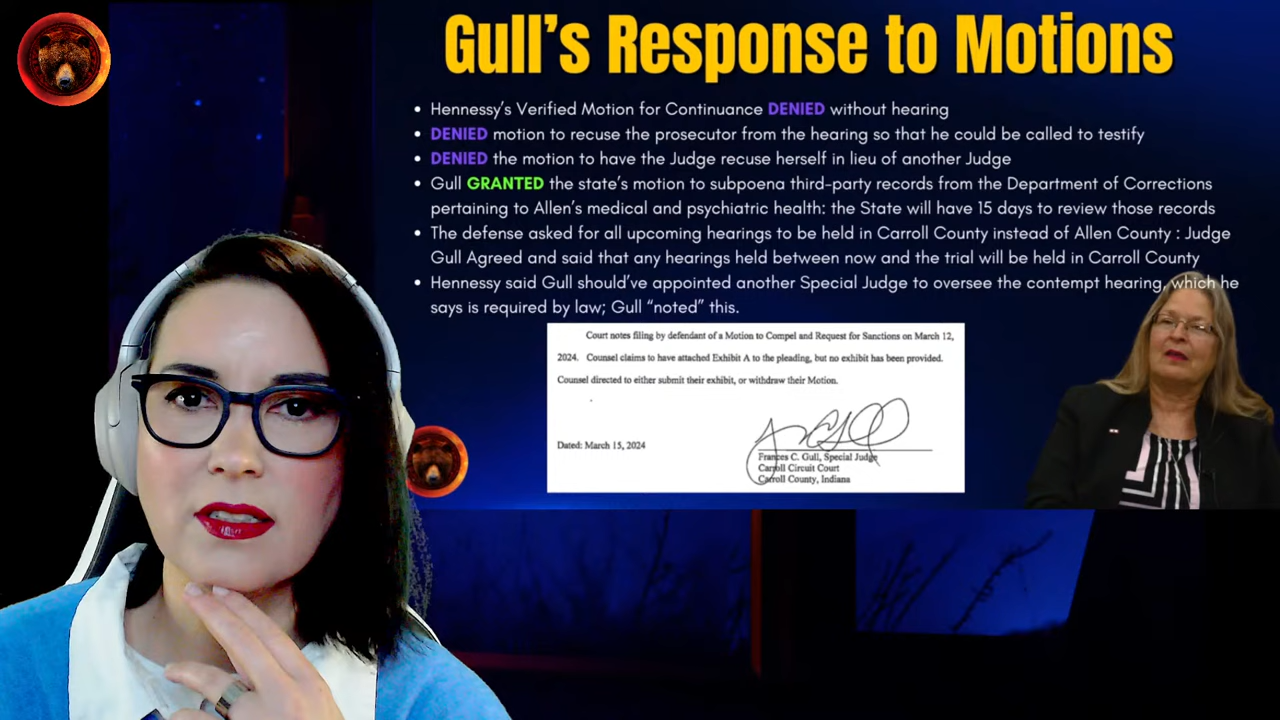 Gull's Response to Motions
• Hennessy's Verified Motion for Continuance DENIED without hearing
• DENIED motion to recuse the prosecutor from the hearing so that he could be called to testify
• DENIED the motion to have the Judge recuse herself in lieu of another Judge
• Gull GRANTED the state's motion to subpoena third-party records from the Department of Corrections
pertaining to Allen's medical and psychiatric health: the State will have 15 days to review those records
• The defense asked for all upcoming hearings to be held in Carroll County instead of Allen County : Judge
Gull Agreed and said that any hearings held between now and the trial will be held in Carroll County
• Hennessy said Gull should've appointed another Special Judge to oversee the contempt hearing, which he
says is required by law; Gull "noted" this.
Court notes filing by defendant of a Motion to Compel and Request for Sanctions on March 12,
2024. Counsel claims to have attached Exhibit A to the pleading, but no exhibit has been provided.
Counsel directed to either submit their exhibit, or withdraw their Motion.
Dated: March 15, 2024
Frances C. Gull, Special Judge
Carroll Circuit Court
Carroll County, Indiana